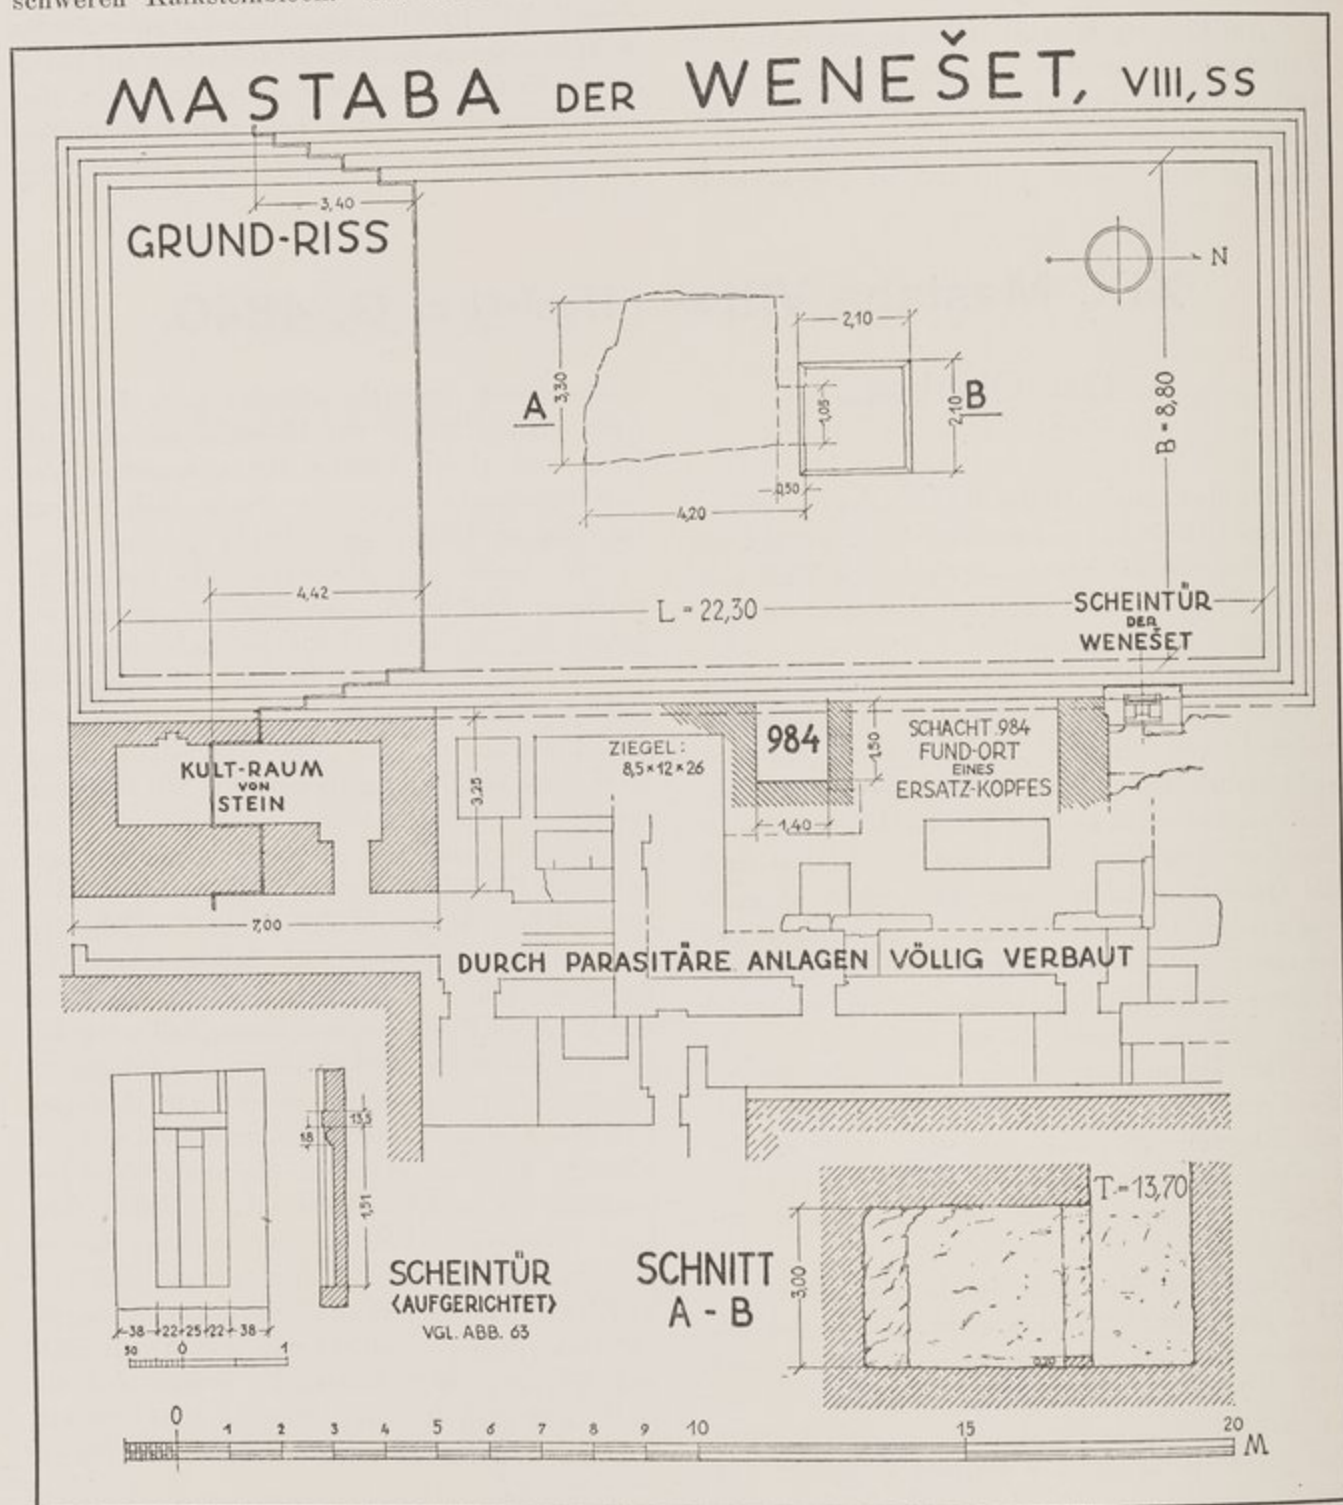 MASTABA DER WENEŠET, VIII, SS
3,40
GRUND-RISS
N
2,10
A
3,30
1,05
2,10
B
B = 8,80
0,50
4,20
4,42
L = 22,30
SCHEINTÜR
DER
WENEŠET
KULT-RAUM
VON
STEIN
3,25
ZIEGEL:
8,5 × 12 × 26
984
1,50
1,40
SCHACHT 984
FUND-ORT
EINES
ERSATZ-KOPFES
7,00
DURCH PARASITÄRE ANLAGEN VÖLLIG VERBAUT
13,5
18
1,51
38 22 25 22 38
50 0 1
SCHEINTÜR
<AUFGERICHTET>
VGL. ABB. 63
SCHNITT
A - B
T = 13,70
3,00
0,20
0 1 2 3 4 5 6 7 8 9 10 15 20 M